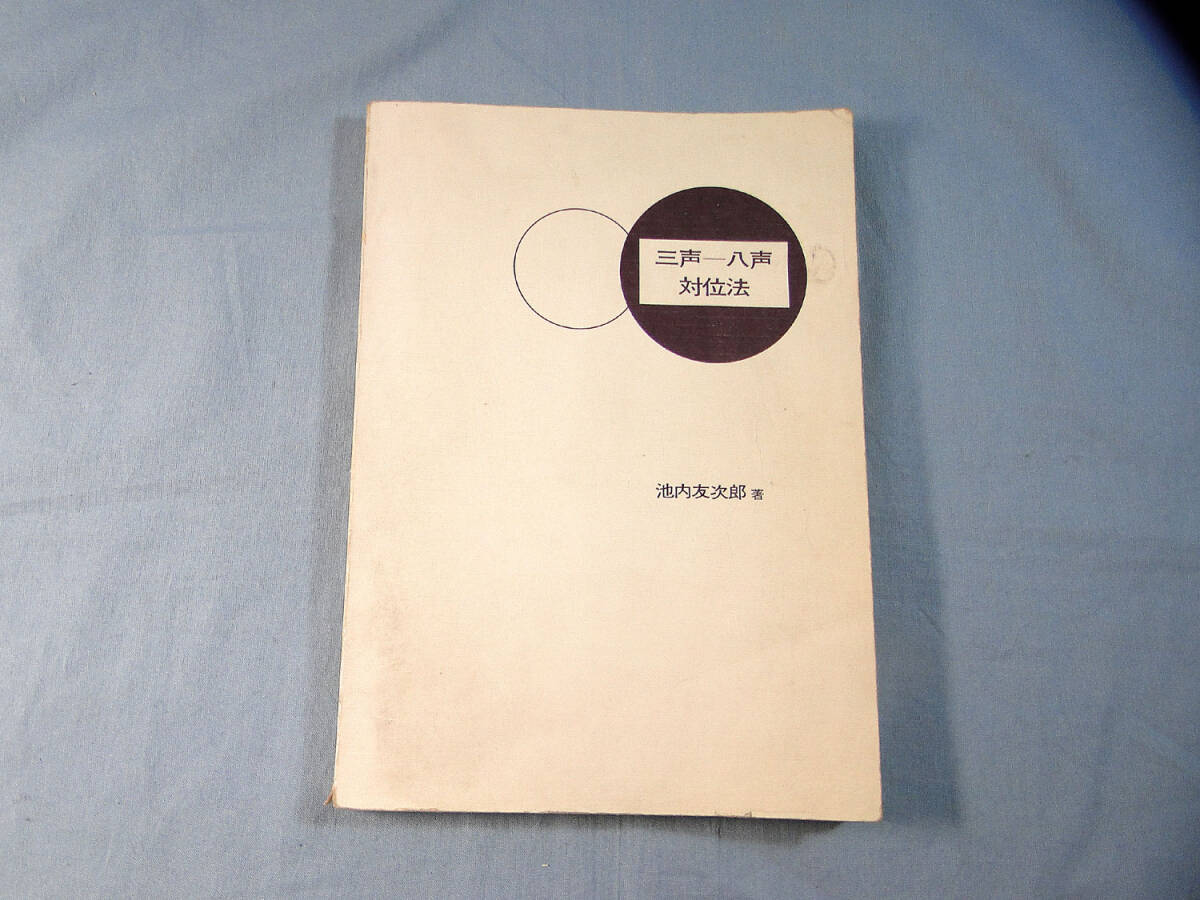 三声—八声
対位法
池内友次郎 著